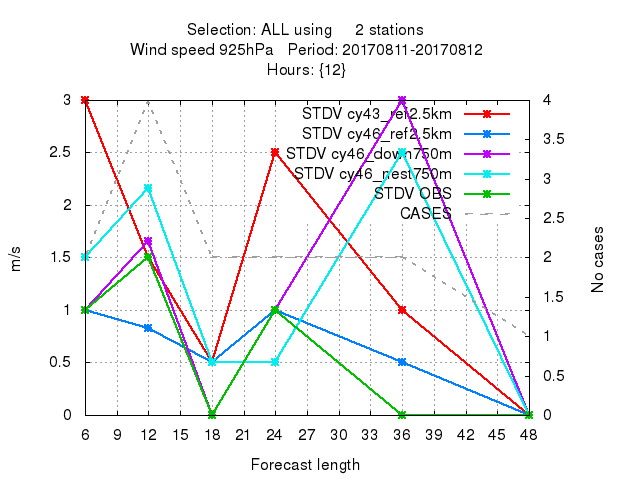 Selection: ALL using 2 stations
Wind speed 925hPa Period: 20170811-20170812
Hours: {12}
STDV cy43_ref2.5km
STDV cy46_ref2.5km
STDV cy46_down750m
STDV cy46_nest750m
STDV OBS
CASES
3
2.5
2
1.5
1
0.5
0
m/s
4
3.5
3
2.5
2
1.5
1
0.5
0
No cases
6 9 12 15 18 21 24 27 30 33 36 39 42 45 48
Forecast length